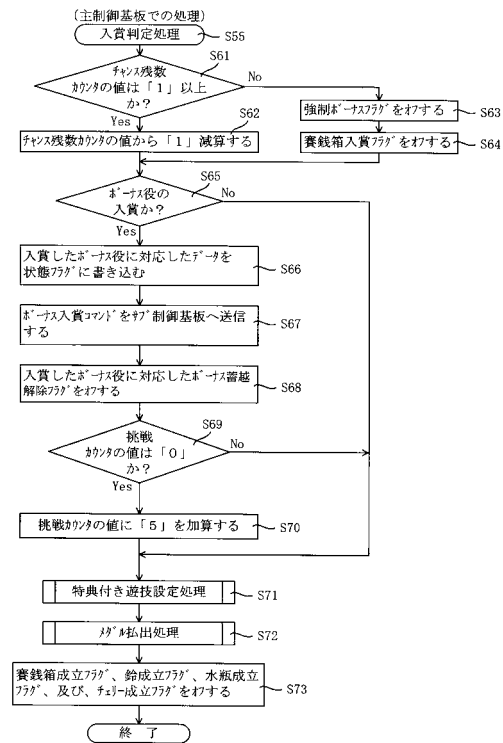 (主制御基板での処理)
入賞判定処理
S55
S61
チャンス残数
カウンタの値は「1」以上
か?
No
Yes
S62
強制ボーナスフラグをオフする
S63
チャンス残数カウンタの値から「1」減算する
賽銭箱入賞フラグをオフする
S64
S65
ボーナス役の
入賞か?
No
Yes
入賞したボーナス役に対応したデータを
状態フラグに書き込む
S66
ボーナス入賞コマンドをサブ制御基板へ送信
する
S67
入賞したボーナス役に対応したボーナス蓄越
解除フラグをオフする
S68
S69
挑戦
カウンタの値は「0」
か?
No
Yes
挑戦カウンタの値に「5」を加算する
S70
特典付き遊技設定処理
S71
メダル払出処理
S72
賽銭箱成立フラグ、鈴成立フラグ、水瓶成立
フラグ、及び、チェリー成立フラグをオフする
S73
終 了